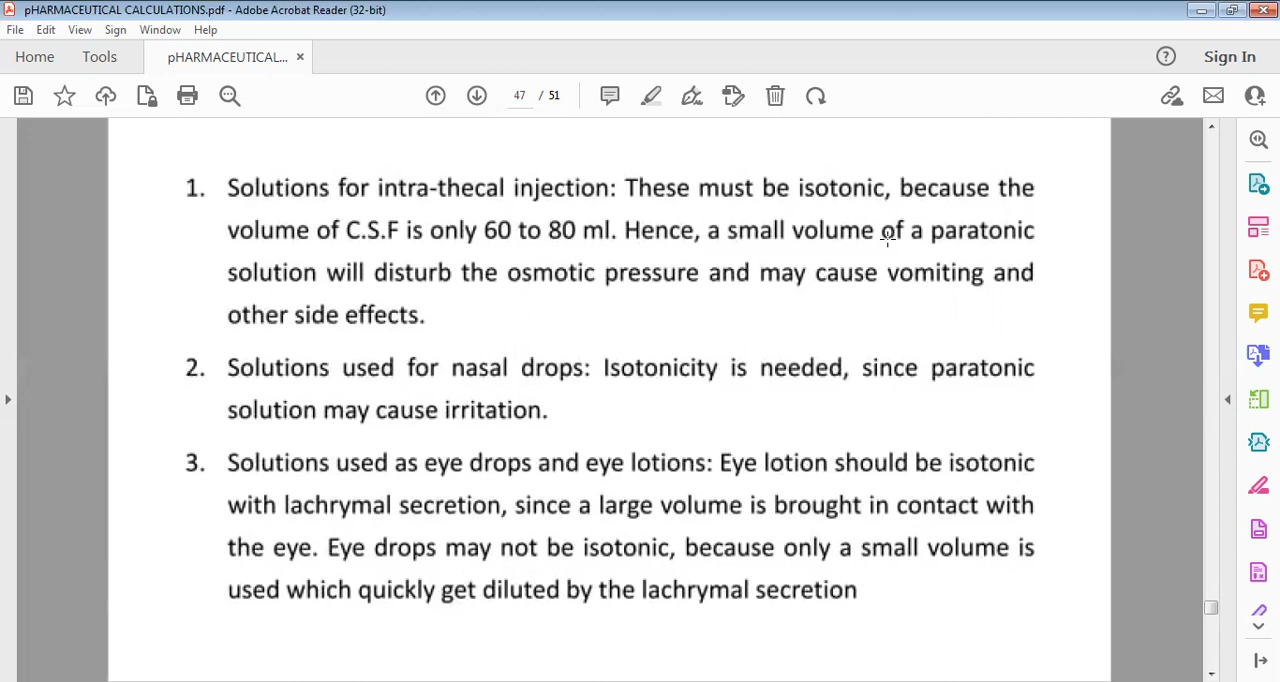 pHARMACEUTICAL CALCULATIONS.pdf - Adobe Acrobat Reader (32-bit)
File Edit View Sign Window Help
Home Tools pHARMACEUTICAL... × Sign In
47 / 51
1. Solutions for intra-thecal injection: These must be isotonic, because the
volume of C.S.F is only 60 to 80 ml. Hence, a small volume of a paratonic
solution will disturb the osmotic pressure and may cause vomiting and
other side effects.
2. Solutions used for nasal drops: Isotonicity is needed, since paratonic
solution may cause irritation.
3. Solutions used as eye drops and eye lotions: Eye lotion should be isotonic
with lachrymal secretion, since a large volume is brought in contact with
the eye. Eye drops may not be isotonic, because only a small volume is
used which quickly get diluted by the lachrymal secretion